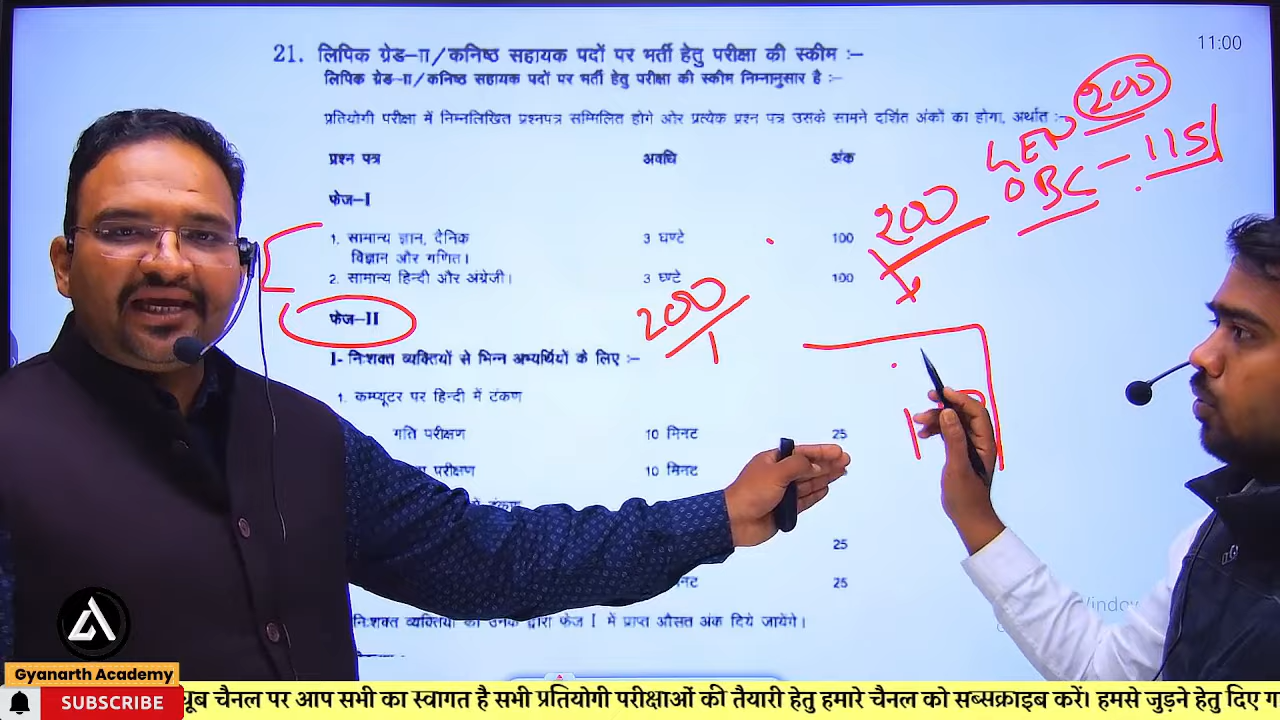 11:00
21. लिपिक ग्रेड-II/कनिष्ठ सहायक पदों पर भर्ती हेतु परीक्षा की स्कीम :-
लिपिक ग्रेड-II/कनिष्ठ सहायक पदों पर भर्ती हेतु परीक्षा की स्कीम निम्नानुसार है :-
प्रतियोगी परीक्षा में निम्नलिखित प्रश्नपत्र सम्मिलित होगे ओर प्रत्येक प्रश्न पत्र उसके सामने दर्शित अंकों का होगा, अर्थात :-
200
GEN
OBC - 115
प्रश्न पत्र अवधि अंक
फेज-I
200
1. सामान्य ज्ञान, दैनिक 3 घण्टे 100
विज्ञान और गणित।
2. सामान्य हिन्दी और अंग्रेजी। 3 घण्टे 100
200
फेज-II
I- निःशक्त व्यक्तियों से भिन्न अभ्यर्थियों के लिए :-
1. कम्प्यूटर पर हिन्दी में टंकण
गति परीक्षण 10 मिनट 25
परीक्षण 10 मिनट
25
25
निःशक्त व्यक्तियों को उनके द्वारा फेज I में प्राप्त औसत अंक दिये जायेंगे।
Gyanarth Academy
SUBSCRIBE
चैनल पर आप सभी का स्वागत है सभी प्रतियोगी परीक्षाओं की तैयारी हेतु हमारे चैनल को सब्सक्राइब करें। हमसे जुड़ने हेतु दिए